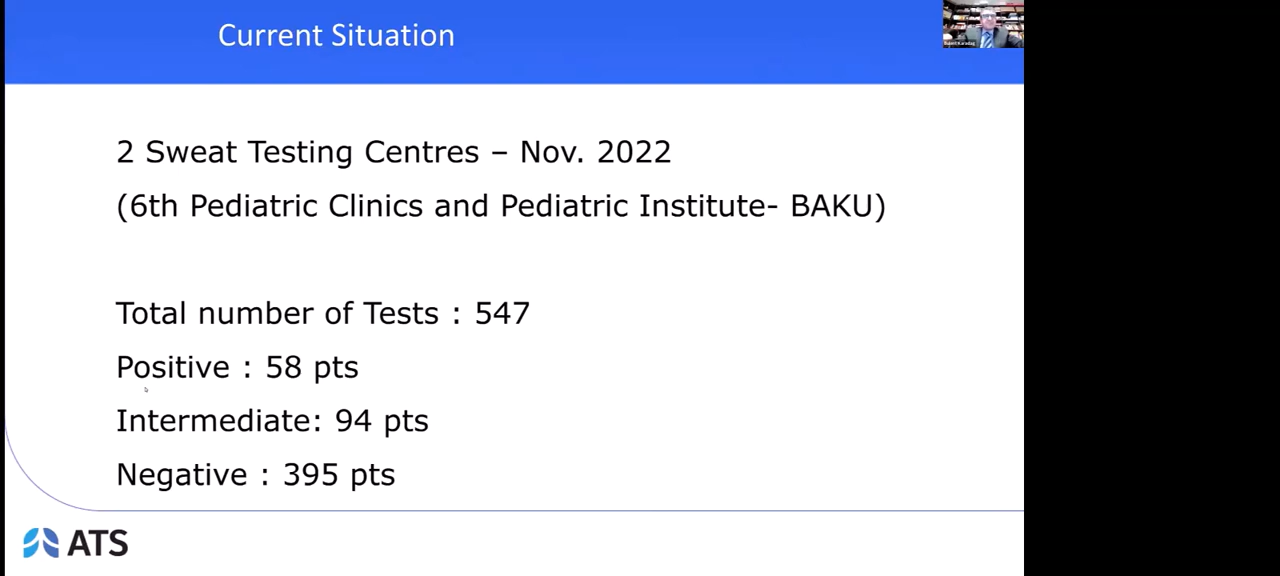 Current Situation
2 Sweat Testing Centres – Nov. 2022
(6th Pediatric Clinics and Pediatric Institute- BAKU)
Total number of Tests : 547
Positive : 58 pts
Intermediate: 94 pts
Negative : 395 pts
ATS